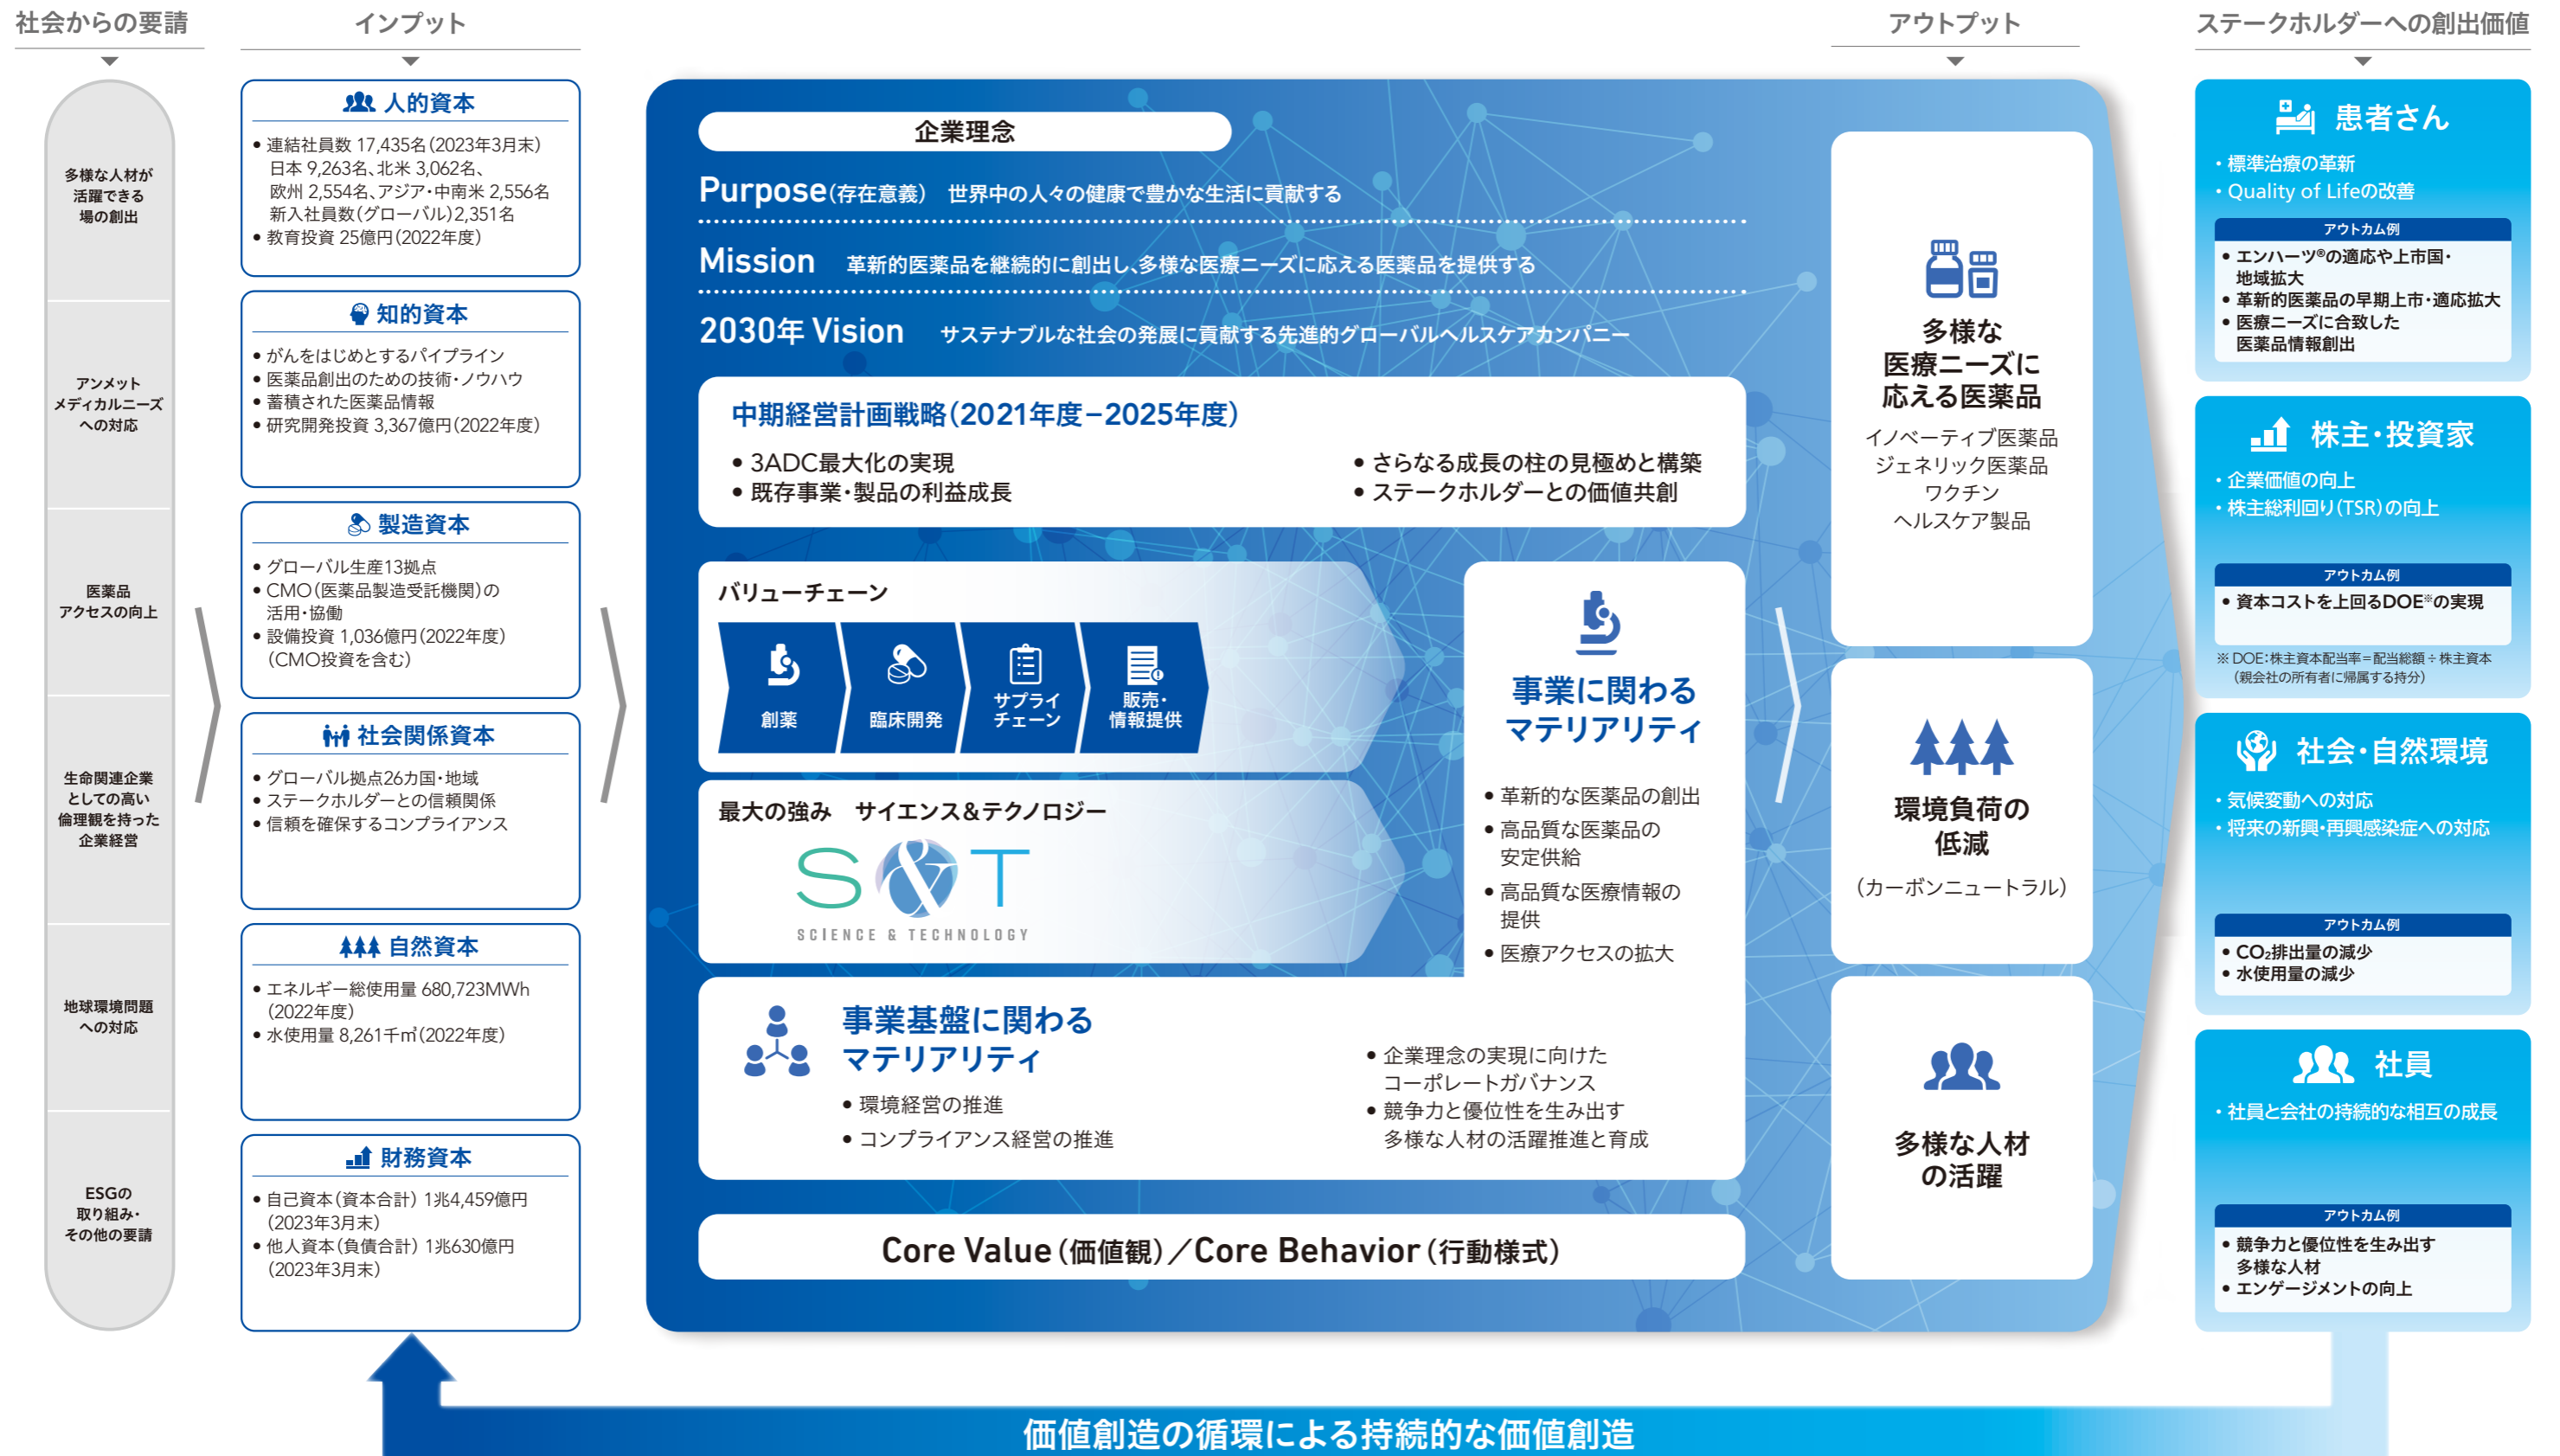 社会からの要請
多様な人材が
活躍できる
場の創出
アンメット
メディカルニーズ
への対応
医薬品
アクセスの向上
生命関連企業
としての高い
倫理観を持った
企業経営
地球環境問題
への対応
ESGの
取り組み・
その他の要請
インプット
人的資本
• 連結社員数 17,435名（2023年3月末）
日本 9,263名、北米 3,062名、
欧州 2,554名、アジア・中南米 2,556名
新入社員数（グローバル）2,351名
• 教育投資 25億円（2022年度）
知的資本
• がんをはじめとするパイプライン
• 医薬品創出のための技術・ノウハウ
• 蓄積された医薬品情報
• 研究開発投資 3,367億円（2022年度）
製造資本
• グローバル生産13拠点
• CMO（医薬品製造受託機関）の
活用・協働
• 設備投資 1,036億円（2022年度）
（CMO投資を含む）
社会関係資本
• グローバル拠点26カ国・地域
• ステークホルダーとの信頼関係
• 信頼を確保するコンプライアンス
自然資本
• エネルギー総使用量 680,723MWh
（2022年度）
• 水使用量 8,261千㎥（2022年度）
財務資本
• 自己資本（資本合計） 1兆4,459億円
（2023年3月末）
• 他人資本（負債合計） 1兆630億円
（2023年3月末）
企業理念
Purpose（存在意義） 世界中の人々の健康で豊かな生活に貢献する
Mission 革新的医薬品を継続的に創出し、多様な医療ニーズに応える医薬品を提供する
2030年 Vision サステナブルな社会の発展に貢献する先進的グローバルヘルスケアカンパニー
中期経営計画戦略（2021年度－2025年度）
• 3ADC最大化の実現
• 既存事業・製品の利益成長
• さらなる成長の柱の見極めと構築
• ステークホルダーとの価値共創
バリューチェーン
創薬
臨床開発
サプライ
チェーン
販売・
情報提供
最大の強み サイエンス＆テクノロジー
S&T
SCIENCE & TECHNOLOGY
事業に関わる
マテリアリティ
• 革新的な医薬品の創出
• 高品質な医薬品の
安定供給
• 高品質な医療情報の
提供
• 医療アクセスの拡大
事業基盤に関わる
マテリアリティ
• 環境経営の推進
• コンプライアンス経営の推進
• 企業理念の実現に向けた
コーポレートガバナンス
• 競争力と優位性を生み出す
多様な人材の活躍推進と育成
Core Value（価値観）／Core Behavior（行動様式）
アウトプット
多様な
医療ニーズに
応える医薬品
イノベーティブ医薬品
ジェネリック医薬品
ワクチン
ヘルスケア製品
環境負荷の
低減
（カーボンニュートラル）
多様な人材
の活躍
ステークホルダーへの創出価値
患者さん
・標準治療の革新
・Quality of Lifeの改善
アウトカム例
• エンハーツ®の適応や上市国・
地域拡大
• 革新的医薬品の早期上市・適応拡大
• 医療ニーズに合致した
医薬品情報創出
株主・投資家
・企業価値の向上
・株主総利回り（TSR）の向上
アウトカム例
• 資本コストを上回るDOE※の実現
※ DOE：株主資本配当率＝配当総額÷株主資本
（親会社の所有者に帰属する持分）
社会・自然環境
・気候変動への対応
・将来の新興・再興感染症への対応
アウトカム例
• CO₂排出量の減少
• 水使用量の減少
社員
・社員と会社の持続的な相互の成長
アウトカム例
• 競争力と優位性を生み出す
多様な人材
• エンゲージメントの向上
価値創造の循環による持続的な価値創造